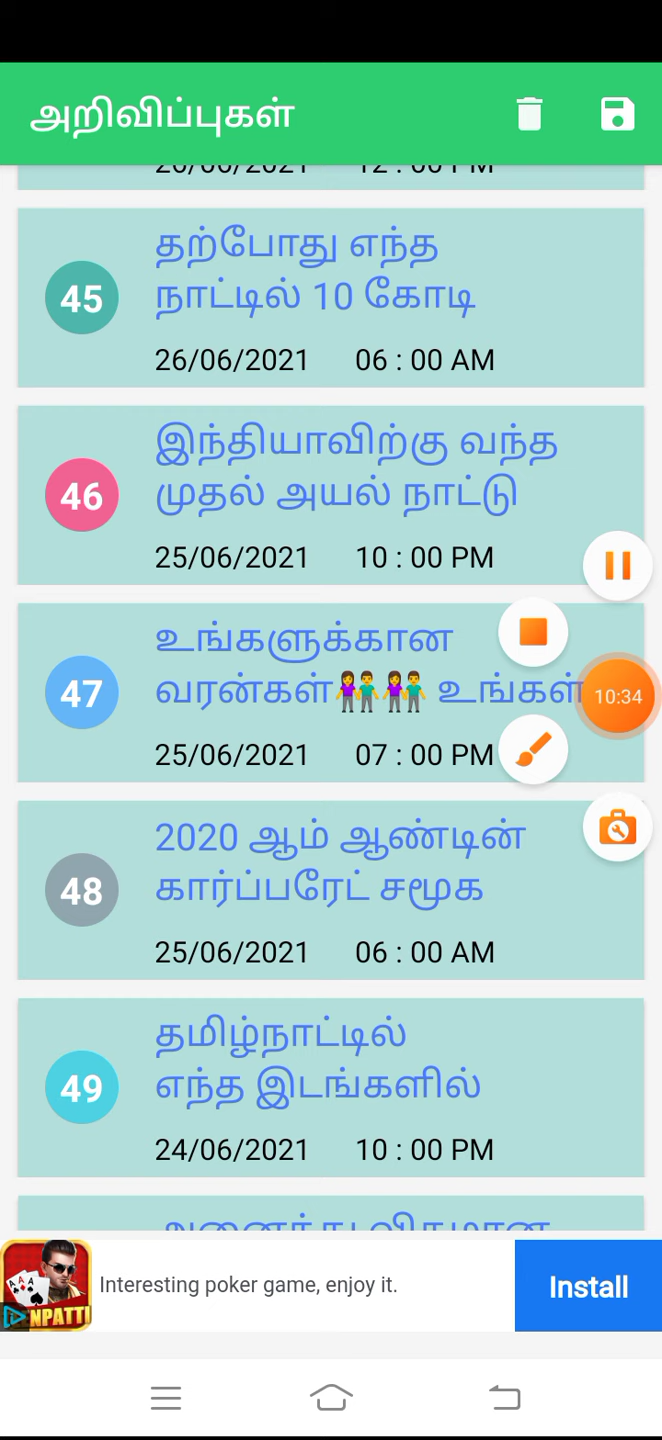 அறிவிப்புகள்
45
தற்போது எந்த
நாட்டில் 10 கோடி
26/06/2021 06 : 00 AM
46
இந்தியாவிற்கு வந்த
முதல் அயல் நாட்டு
25/06/2021 10 : 00 PM
47
உங்களுக்கான
வரன்கள்👫👫 உங்கள்
25/06/2021 07 : 00 PM
10:34
48
2020 ஆம் ஆண்டின்
கார்ப்பரேட் சமூக
25/06/2021 06 : 00 AM
49
தமிழ்நாட்டில்
எந்த இடங்களில்
24/06/2021 10 : 00 PM
Interesting poker game, enjoy it.
Install
NPATTI